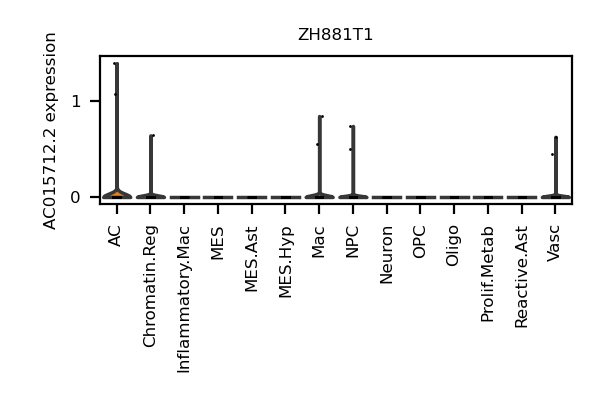 ZH881T1
AC015712.2 expression
1
0
AC
Chromatin.Reg
Inflammatory.Mac
MES
MES.Ast
MES.Hyp
Mac
NPC
Neuron
OPC
Oligo
Prolif.Metab
Reactive.Ast
Vasc